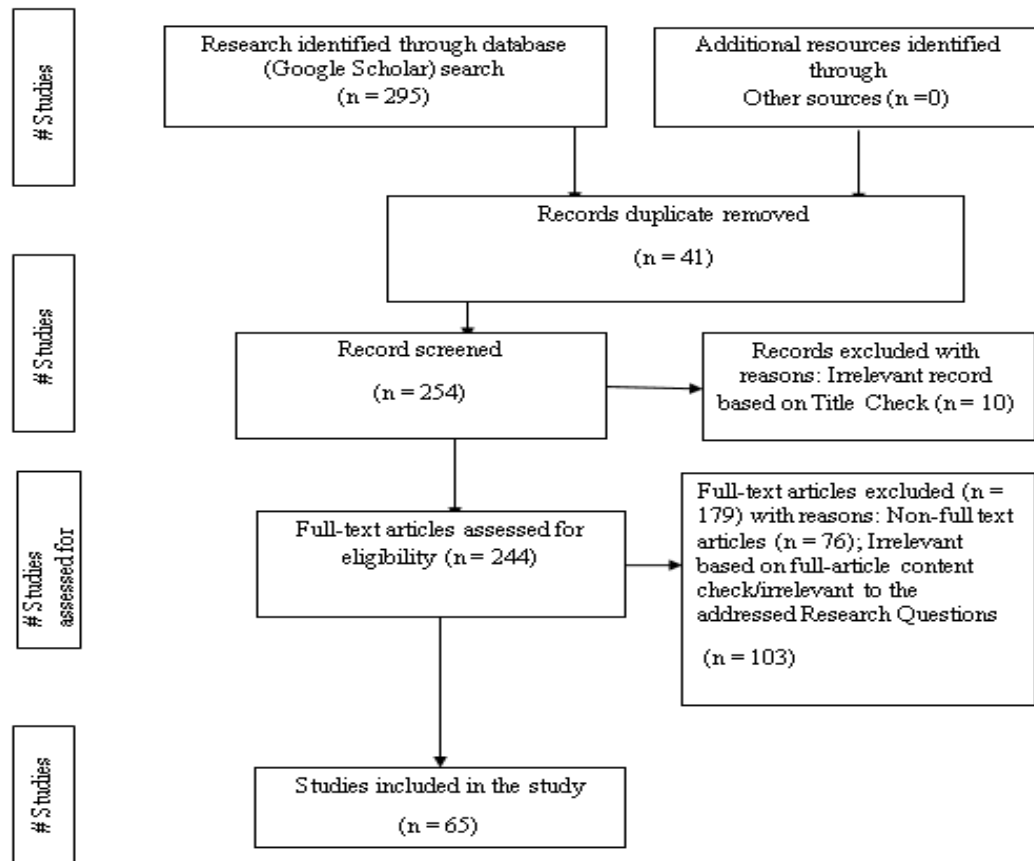 # Studies
Research identified through database
(Google Scholar) search
(n = 295)
Additional resources identified
through
Other sources (n =0)
Records duplicate removed
(n = 41)
# Studies
Record screened
(n = 254)
Records excluded with
reasons: Irrelevant record
based on Title Check (n = 10)
# Studies
assessed for
Full-text articles assessed for
eligibility (n = 244)
Full-text articles excluded (n =
179) with reasons: Non-full text
articles (n = 76); Irrelevant
based on full-article content
check/irrelevant to the
addressed Research Questions
(n = 103)
# Studies
Studies included in the study
(n = 65)